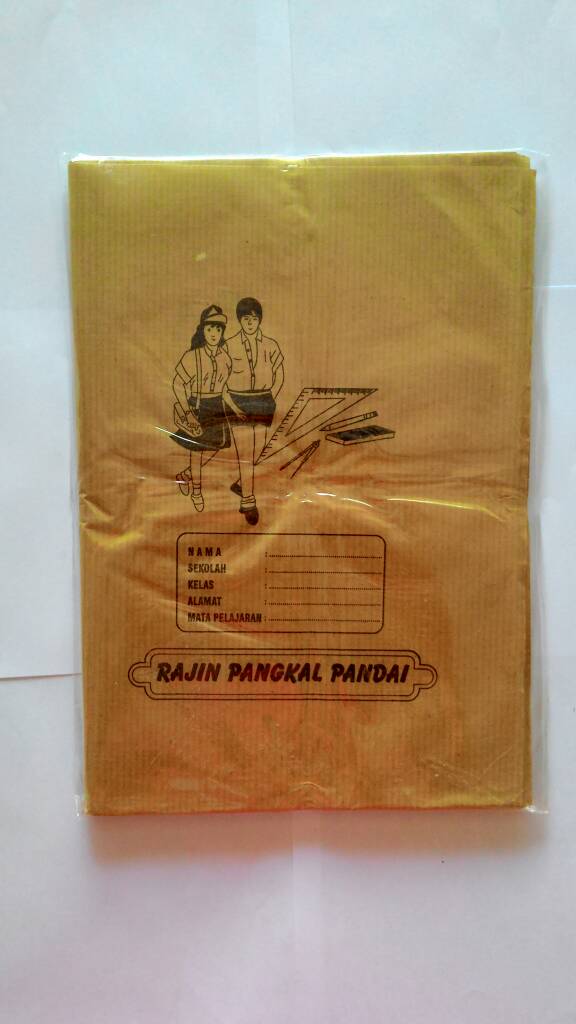 NAMA : ....................
SEKOLAH : ....................
KELAS : ....................
ALAMAT : ....................
MATA PELAJARAN : ....................
RAJIN PANGKAL PANDAI